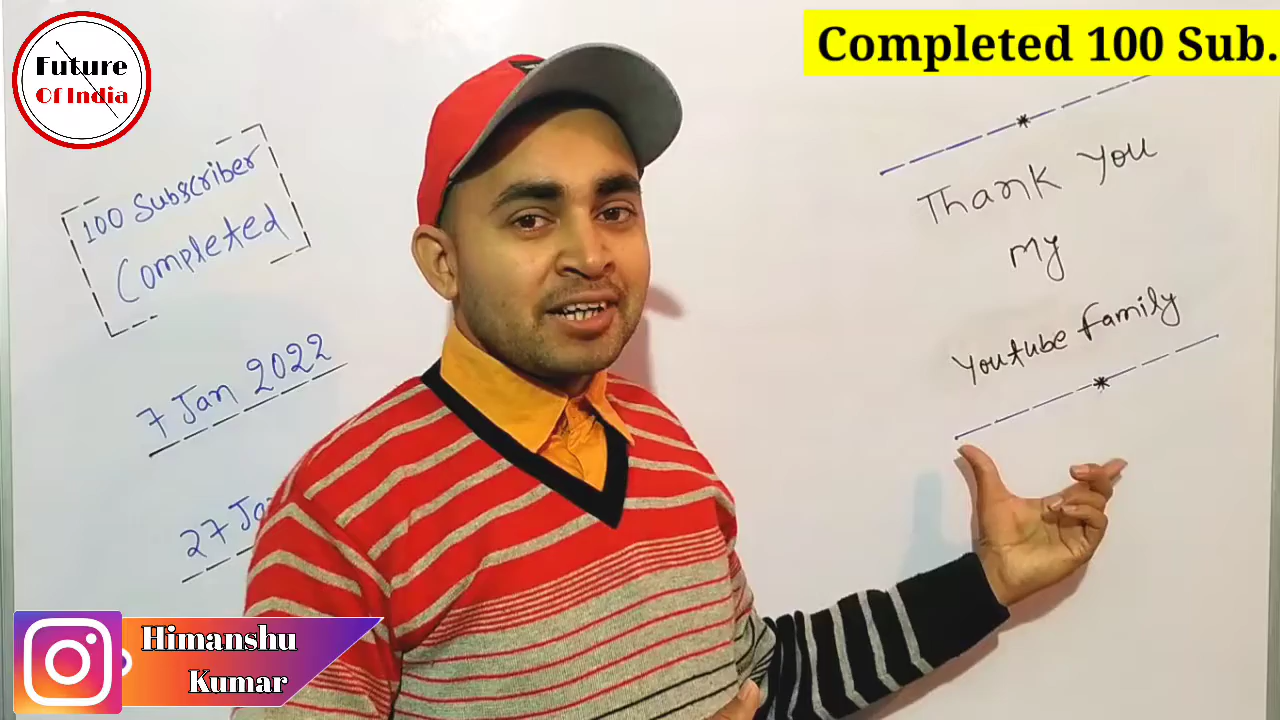 Future
Of India
Completed 100 Sub.
100 Subscriber
Completed
7 Jan 2022
27
Thank You
My
Youtube Family
Himanshu
Kumar